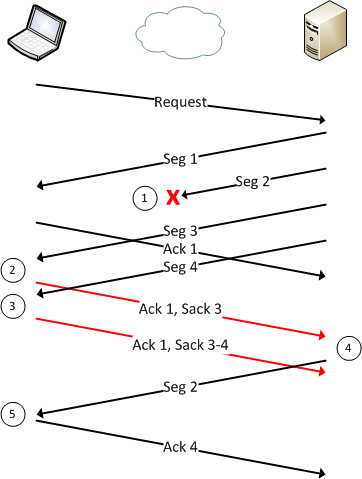 Request
Seg 1
1
Seg 2
Seg 3
Ack 1
2
Seg 4
3
Ack 1, Sack 3
Ack 1, Sack 3-4
4
Seg 2
5
Ack 4